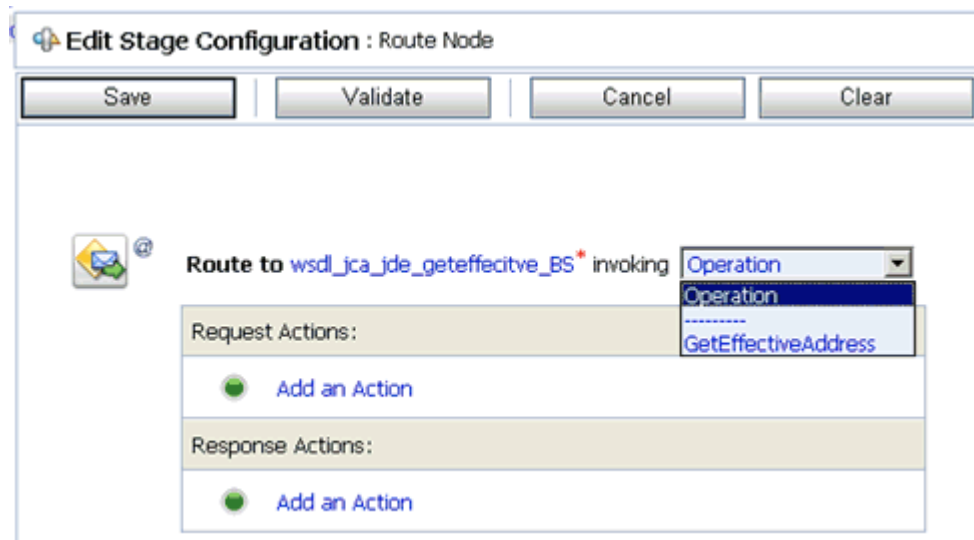 Edit Stage Configuration : Route Node
Save Validate Cancel Clear
@
Route to wsdl_jca_jde_geteffecitve_BS* invoking Operation
Operation
---------
GetEffectiveAddress
Request Actions:
Add an Action
Response Actions:
Add an Action